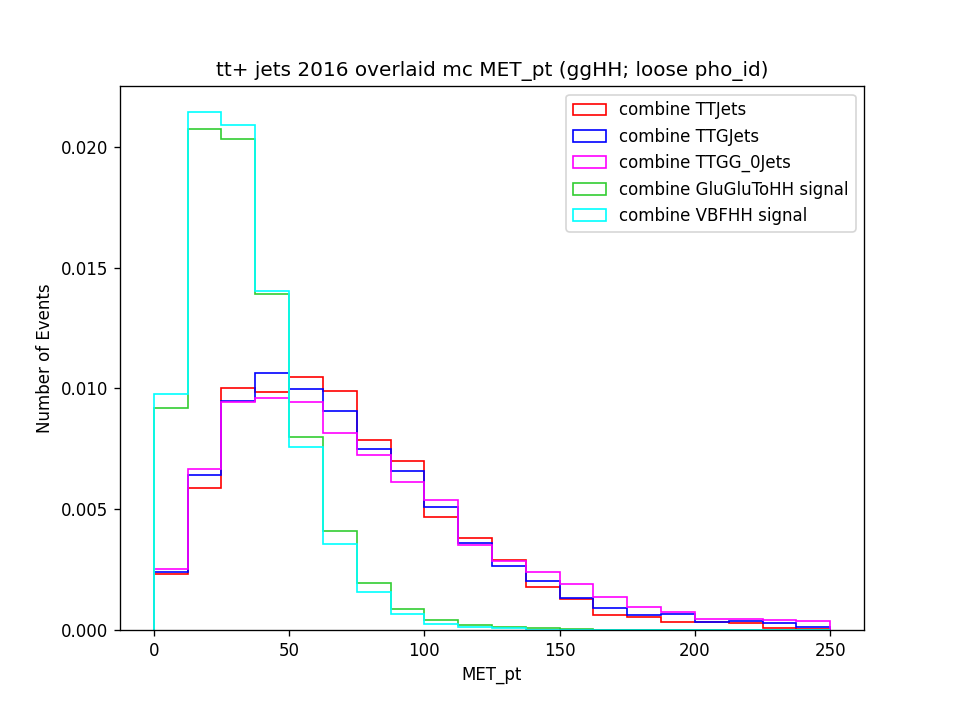 tt+ jets 2016 overlaid mc MET_pt (ggHH; loose pho_id)
combine TTJets
combine TTGJets
combine TTGG_0Jets
combine GluGluToHH signal
combine VBFHH signal
Number of Events
0.020
0.015
0.010
0.005
0.000
0 50 100 150 200 250
MET_pt